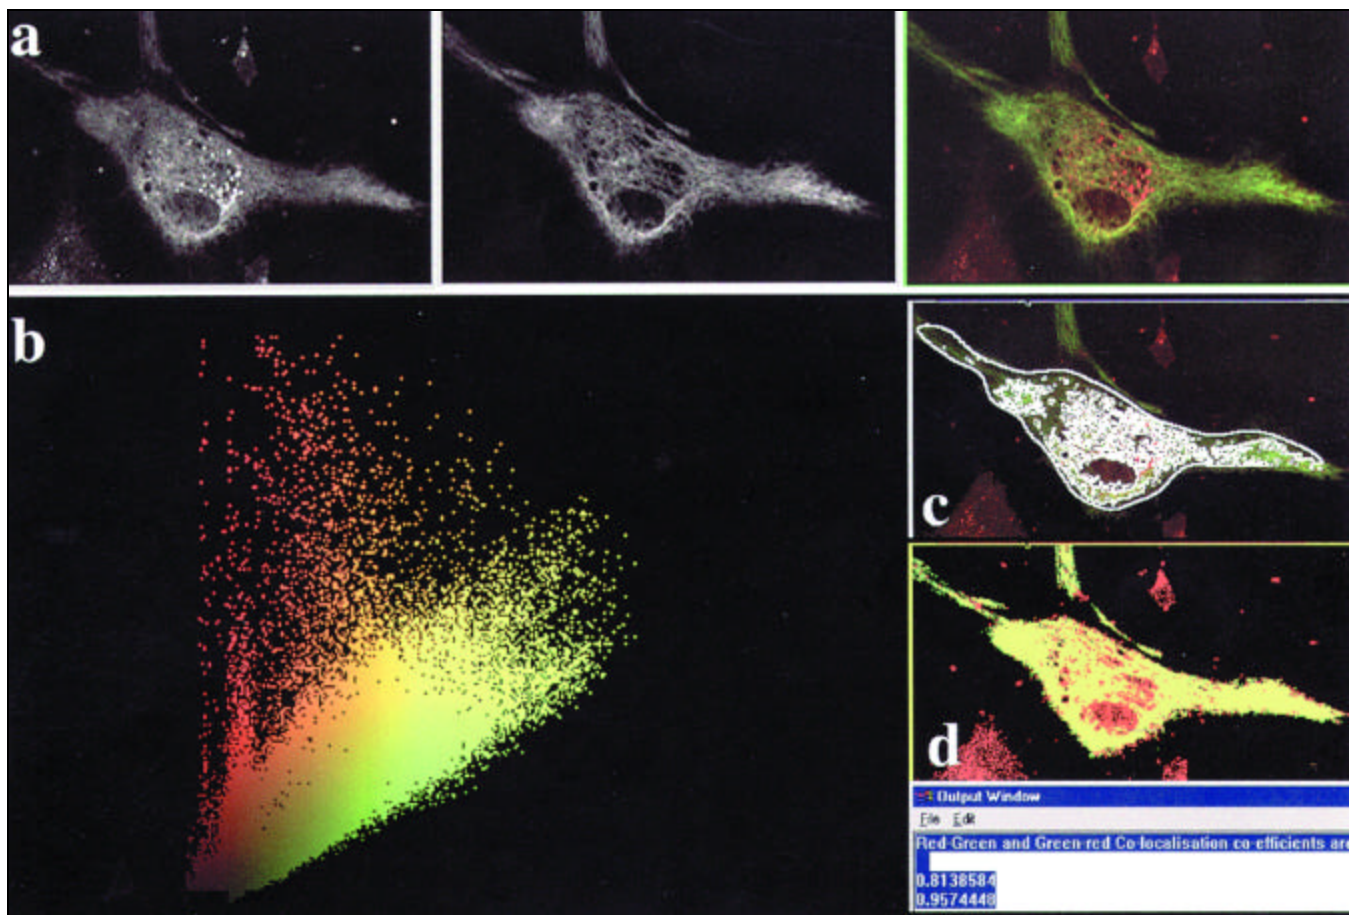 a
b
c
d
Output Window
File Edit
Red-Green and Green-red Co-localisation co-efficients are
0.8138584
0.9574448